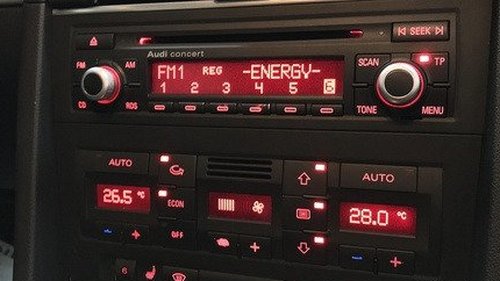 SEEK
Audi concert
FM
AM
CD
RDS
FM1 REG -ENERGY-
1 2 3 4 5 6
SCAN
TP
TONE
MENU
AUTO
AUTO
26.5 °C
ECON
28.0 °C
OFF
6